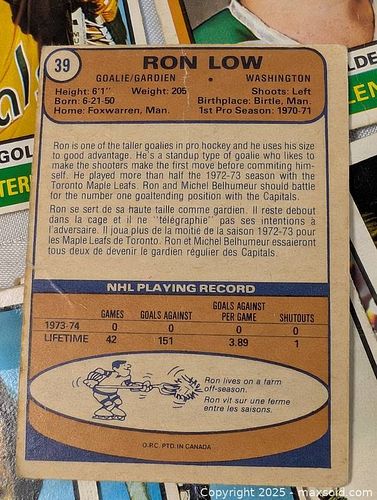 39
RON LOW
GOALIE/GARDIEN • WASHINGTON
Height: 6'1" Weight: 205 Shoots: Left
Born: 6-21-50 Birthplace: Birtle, Man.
Home: Foxwarren, Man. 1st Pro Season: 1970-71
Ron is one of the taller goalies in pro hockey and he uses his size
to good advantage. He's a standup type of goalie who likes to
make the shooters make the first move before commiting him-
self. He played more than half the 1972-73 season with the
Toronto Maple Leafs. Ron and Michel Belhumeur should battle
for the number one goaltending position with the Capitals.
Ron se sert de sa haute taille comme gardien. Il reste debout
dans la cage et il ne "télégraphie" pas ses intentions à
l'adversaire. Il joua plus de la moitié de la saison 1972-73 pour
les Maple Leafs de Toronto. Ron et Michel Belhumeur essaieront
tous deux de devenir le gardien régulier des Capitals.
NHL PLAYING RECORD
GAMES GOALS AGAINST GOALS AGAINST PER GAME SHUTOUTS
1973-74 0 0 0 0
LIFETIME 42 151 3.89 1
Ron lives on a farm
off-season.
Ron vit sur une ferme
entre les saisons.
O.P.C. PTD. IN CANADA
GOL
TER
DE
LEN
Copyright 2025 - maxsold.com